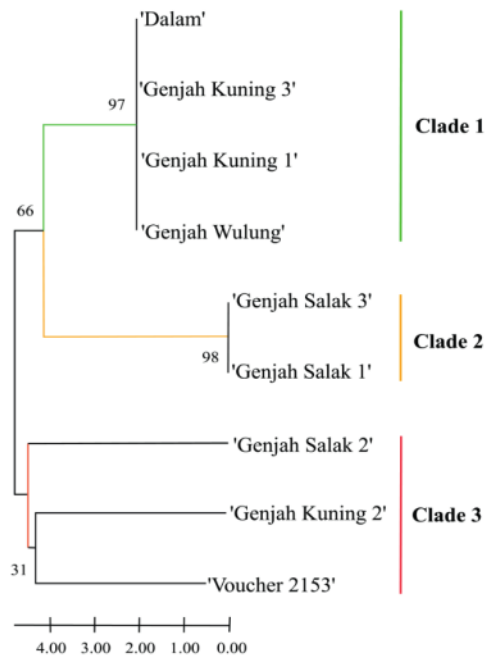 'Dalam'
97
'Genjah Kuning 3'
Clade 1
'Genjah Kuning 1'
66
'Genjah Wulung'
'Genjah Salak 3'
Clade 2
98
'Genjah Salak 1'
'Genjah Salak 2'
'Genjah Kuning 2'
Clade 3
31
'Voucher 2153'
4.00 3.00 2.00 1.00 0.00